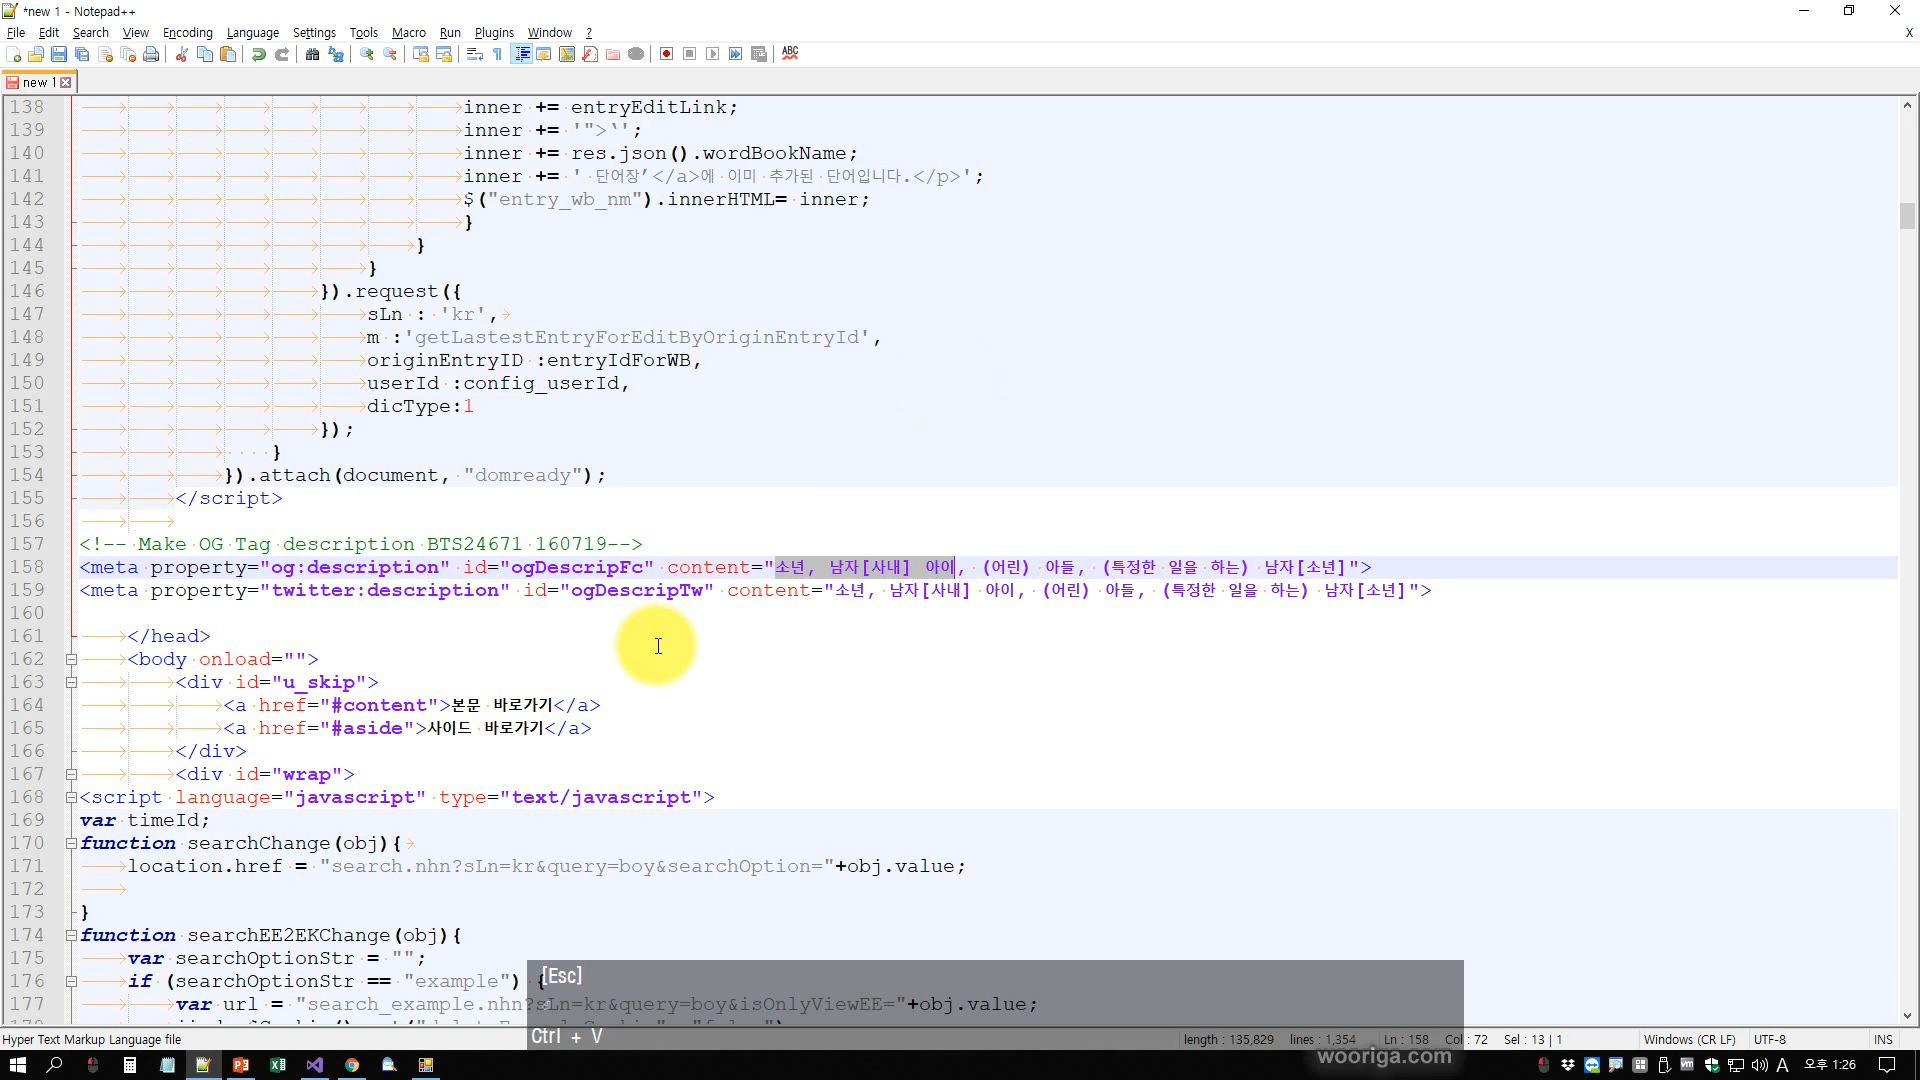 *new 1 - Notepad++
File Edit Search View Encoding Language Settings Tools Macro Run Plugins Window ? X
new 1
138 inner += entryEditLink;
139 inner += '">‘';
140 inner += res.json().wordBookName;
141 inner += ' 단어장’</a>에 이미 추가된 단어입니다.</p>';
142 $("entry_wb_nm").innerHTML= inner;
143 }
144 }
145 }
146 }).request({
147 sLn : 'kr',
148 m :'getLastestEntryForEditByOriginEntryId',
149 originEntryID :entryIdForWB,
150 userId :config_userId,
151 dicType:1
152 });
153 }
154 }).attach(document, "domready");
155 </script>
156
157 <!-- Make OG Tag description BTS24671 160719-->
158 <meta property="og:description" id="ogDescripFc" content="소년, 남자[사내] 아이, (어린) 아들, (특정한 일을 하는) 남자[소년]">
159 <meta property="twitter:description" id="ogDescripTw" content="소년, 남자[사내] 아이, (어린) 아들, (특정한 일을 하는) 남자[소년]">
160
161 </head>
162 <body onload="">
163 <div id="u_skip">
164 <a href="#content">본문 바로가기</a>
165 <a href="#aside">사이드 바로가기</a>
166 </div>
167 <div id="wrap">
168 <script language="javascript" type="text/javascript">
169 var timeId;
170 function searchChange(obj){
171 location.href = "search.nhn?sLn=kr&query=boy&searchOption="+obj.value;
172
173 }
174 function searchEE2EKChange(obj){
175 var searchOptionStr = "";
176 if (searchOptionStr == "example") {
177 var url = "search_example.nhn?sLn=kr&query=boy&isOnlyViewEE="+obj.value;
[Esc]
Ctrl + V
Hyper Text Markup Language file length : 135,829 lines : 1,354 Ln : 158 Col : 72 Sel : 13 | 1 Windows (CR LF) UTF-8 INS
wooriga.com
A 오후 1:26